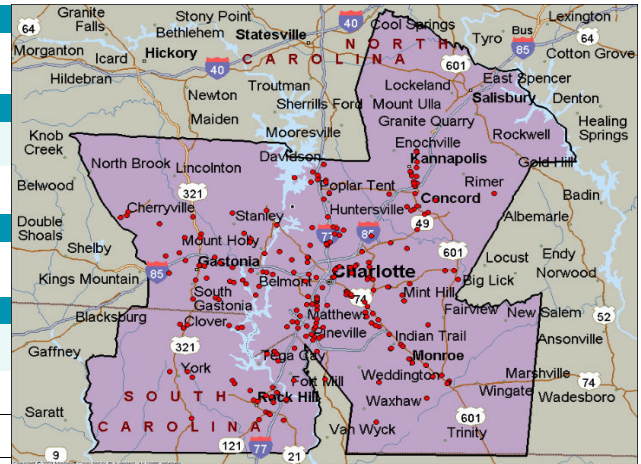 Granite
Falls
Stony Point
Bethlehem
Statesville
40
Cool Springs
Tyro
Bus
85
Lexington
64
64
Morganton
Icard
Hickory
NORTH
CAROLINA
Cotton Grove
Hildebran
40
601
Troutman
Newton
Sherrills Ford
Maiden
Lockeland
East Spencer
Mount Ulla
Salisbury
Denton
Granite Quarry
Healing
Springs
Knob
Creek
Mooresville
Rockwell
Enochville
Davidson
Kannapolis
Gold Hill
North Brook
Lincolnton
Belwood
321
Poplar Tent
Rimer
Badin
Concord
Cherryville
Stanley
Huntersville
49
Albemarle
Double
Shoals
77
85
Shelby
Mount Holly
601
Locust
Endy
Gastonia
Charlotte
Norwood
Kings Mountain
85
Belmont
Big Lick
South
Gastonia
74
Mint Hill
Blacksburg
Matthews
Fairview
New Salem
52
Clover
Pineville
Indian Trail
Ansonville
Gaffney
321
Tega Cay
Monroe
York
Fort Mill
Weddington
Marshville
74
Wingate
Wadesboro
SOUTH
Rock Hill
Waxhaw
Saratt
CAROLINA
601
Van Wyck
Trinity
9
121
77
21